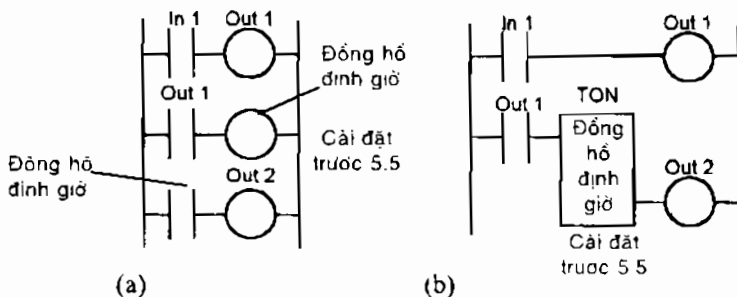 In 1 Out 1
Đồng hồ
định giờ
Out 1
Cài đặt
trước 5.5
Đồng hồ
định giờ
Out 2
(a)
In 1
Out 1
TON
Out 1
Đồng
hồ
định
giờ
Out 2
Cài đặt
trước 5 5
(b)